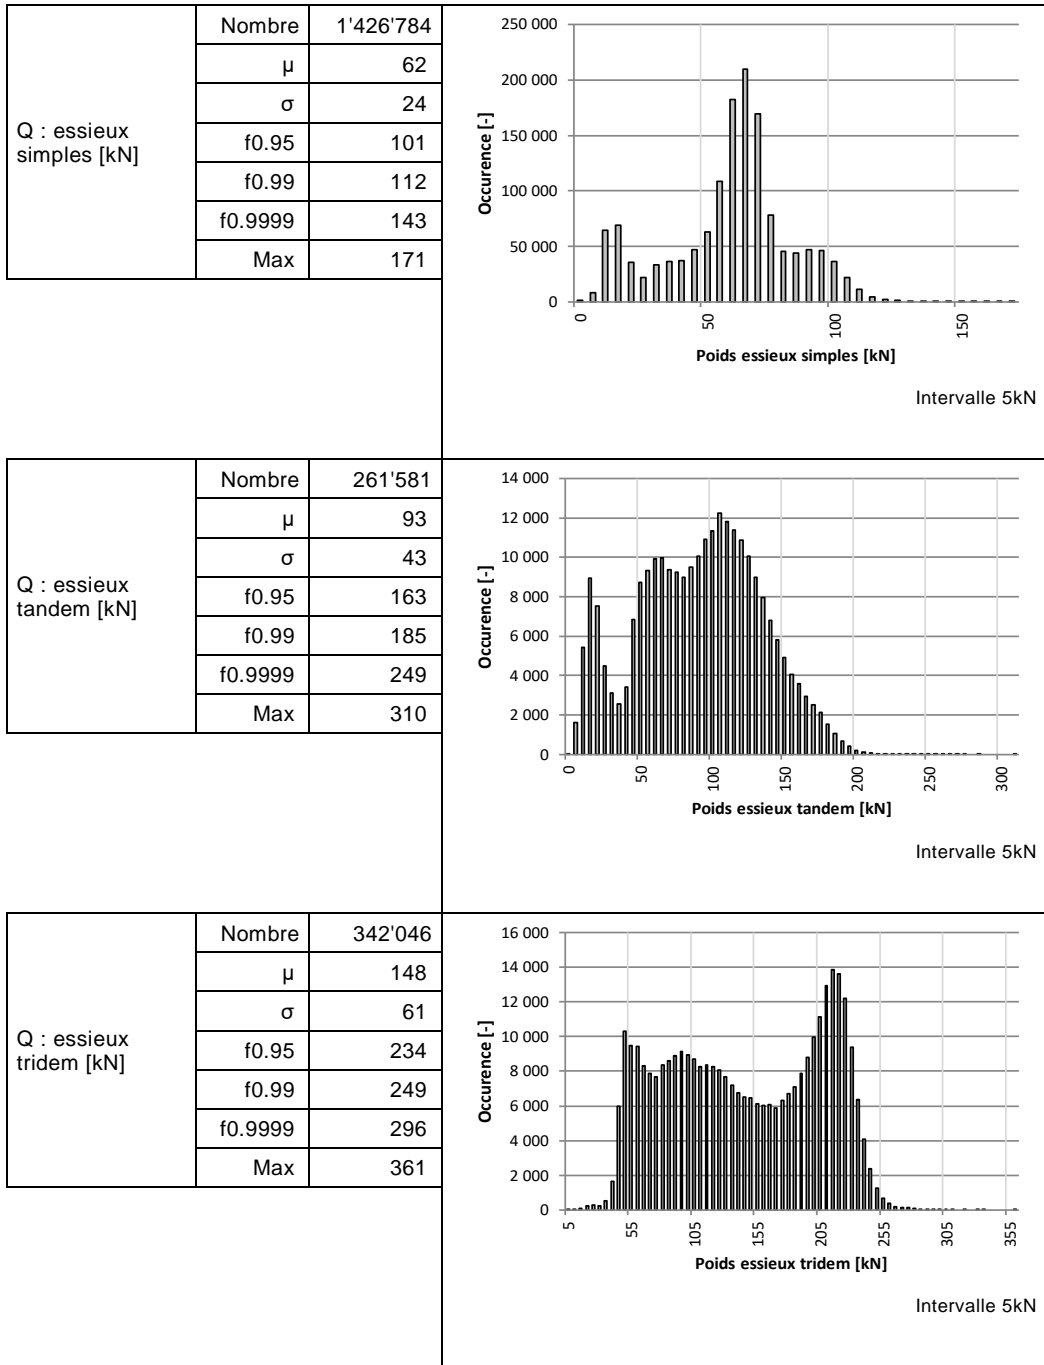 Q : essieux
simples [kN]
Nombre 1'426'784
µ 62
σ 24
f0.95 101
f0.99 112
f0.9999 143
Max 171
250 000
200 000
150 000
100 000
50 000
0
Occurence [-]
0 50 100 150
Poids essieux simples [kN]
Intervalle 5kN
Q : essieux
tandem [kN]
Nombre 261'581
µ 93
σ 43
f0.95 163
f0.99 185
f0.9999 249
Max 310
14 000
12 000
10 000
8 000
6 000
4 000
2 000
0
Occurence [-]
0 50 100 150 200 250 300
Poids essieux tandem [kN]
Intervalle 5kN
Q : essieux
tridem [kN]
Nombre 342'046
µ 148
σ 61
f0.95 234
f0.99 249
f0.9999 296
Max 361
16 000
14 000
12 000
10 000
8 000
6 000
4 000
2 000
0
Occurence [-]
5 55 105 155 205 255 305 355
Poids essieux tridem [kN]
Intervalle 5kN